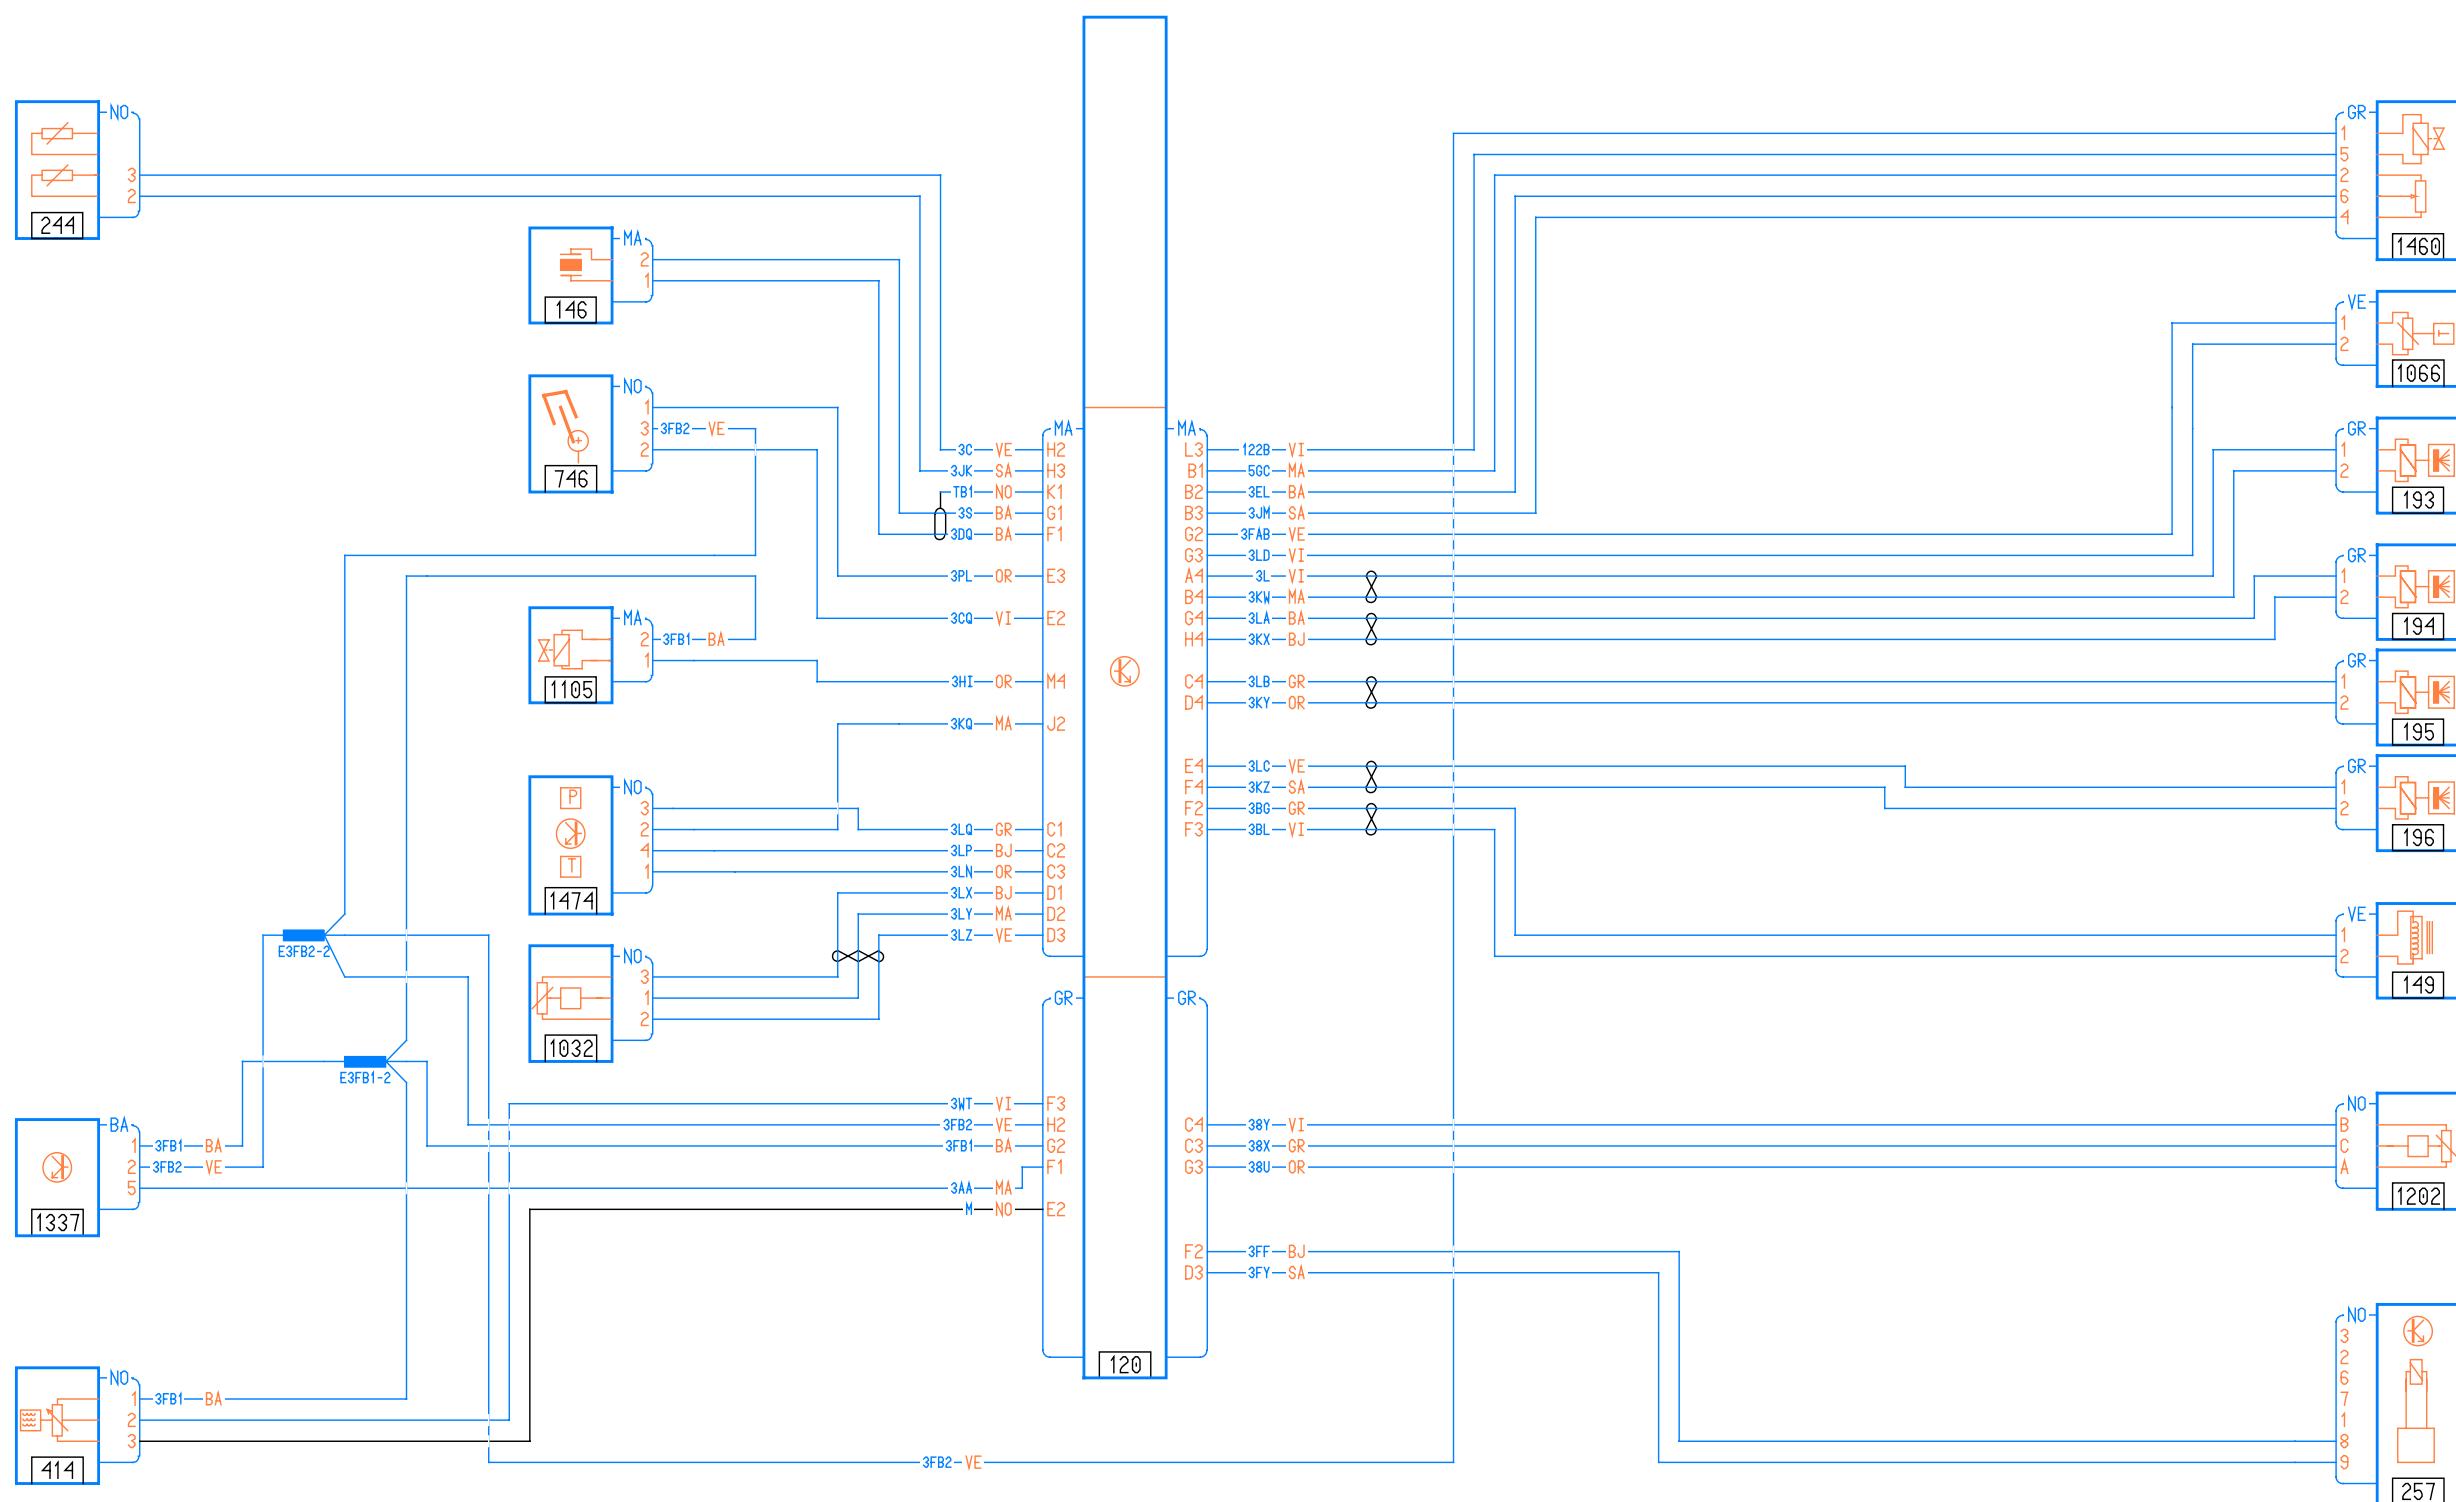 NO
3
2
244
MA
2
1
146
NO
1
3 3FB2 VE
2
746
MA
2 3FB1 BA
1
1105
NO
3
2
4
1
P
T
1474
NO
3
1
2
1032
E3FB2-2
E3FB1-2
BA
1 3FB1 BA
2 3FB2 VE
5
1337
NO
1 3FB1 BA
2
3
414
3FB2 VE
MA
3C VE H2
3JK SA H3
TB1 NO K1
3S BA G1
3DQ BA F1
3PL OR E3
3CQ VI E2
3HI OR M4
3KQ MA J2
3LQ GR C1
3LP BJ C2
3LN OR C3
3LX BJ D1
3LY MA D2
3LZ VE D3
GR
3WT VI F3
3FB2 VE H2
3FB1 BA G2
F1
3AA MA
M NO E2
120
MA
L3 122B VI
B1 5GC MA
B2 3EL BA
B3 3JM SA
G2 3FAB VE
G3 3LD VI
A4 3L VI
B4 3KW MA
G4 3LA BA
H4 3KX BJ
C4 3LB GR
D4 3KY OR
E4 3LC VE
F4 3KZ SA
F2 3BG GR
F3 3BL VI
GR
C4 38Y VI
C3 38X GR
G3 38U OR
F2 3FF BJ
D3 3FY SA
GR
1
5
2
6
4
1460
VE
1
2
T
1066
GR
1
2
193
GR
1
2
194
GR
1
2
195
GR
1
2
196
VE
1
2
149
NO
B
C
A
1202
NO
3
2
6
7
1
8
9
257